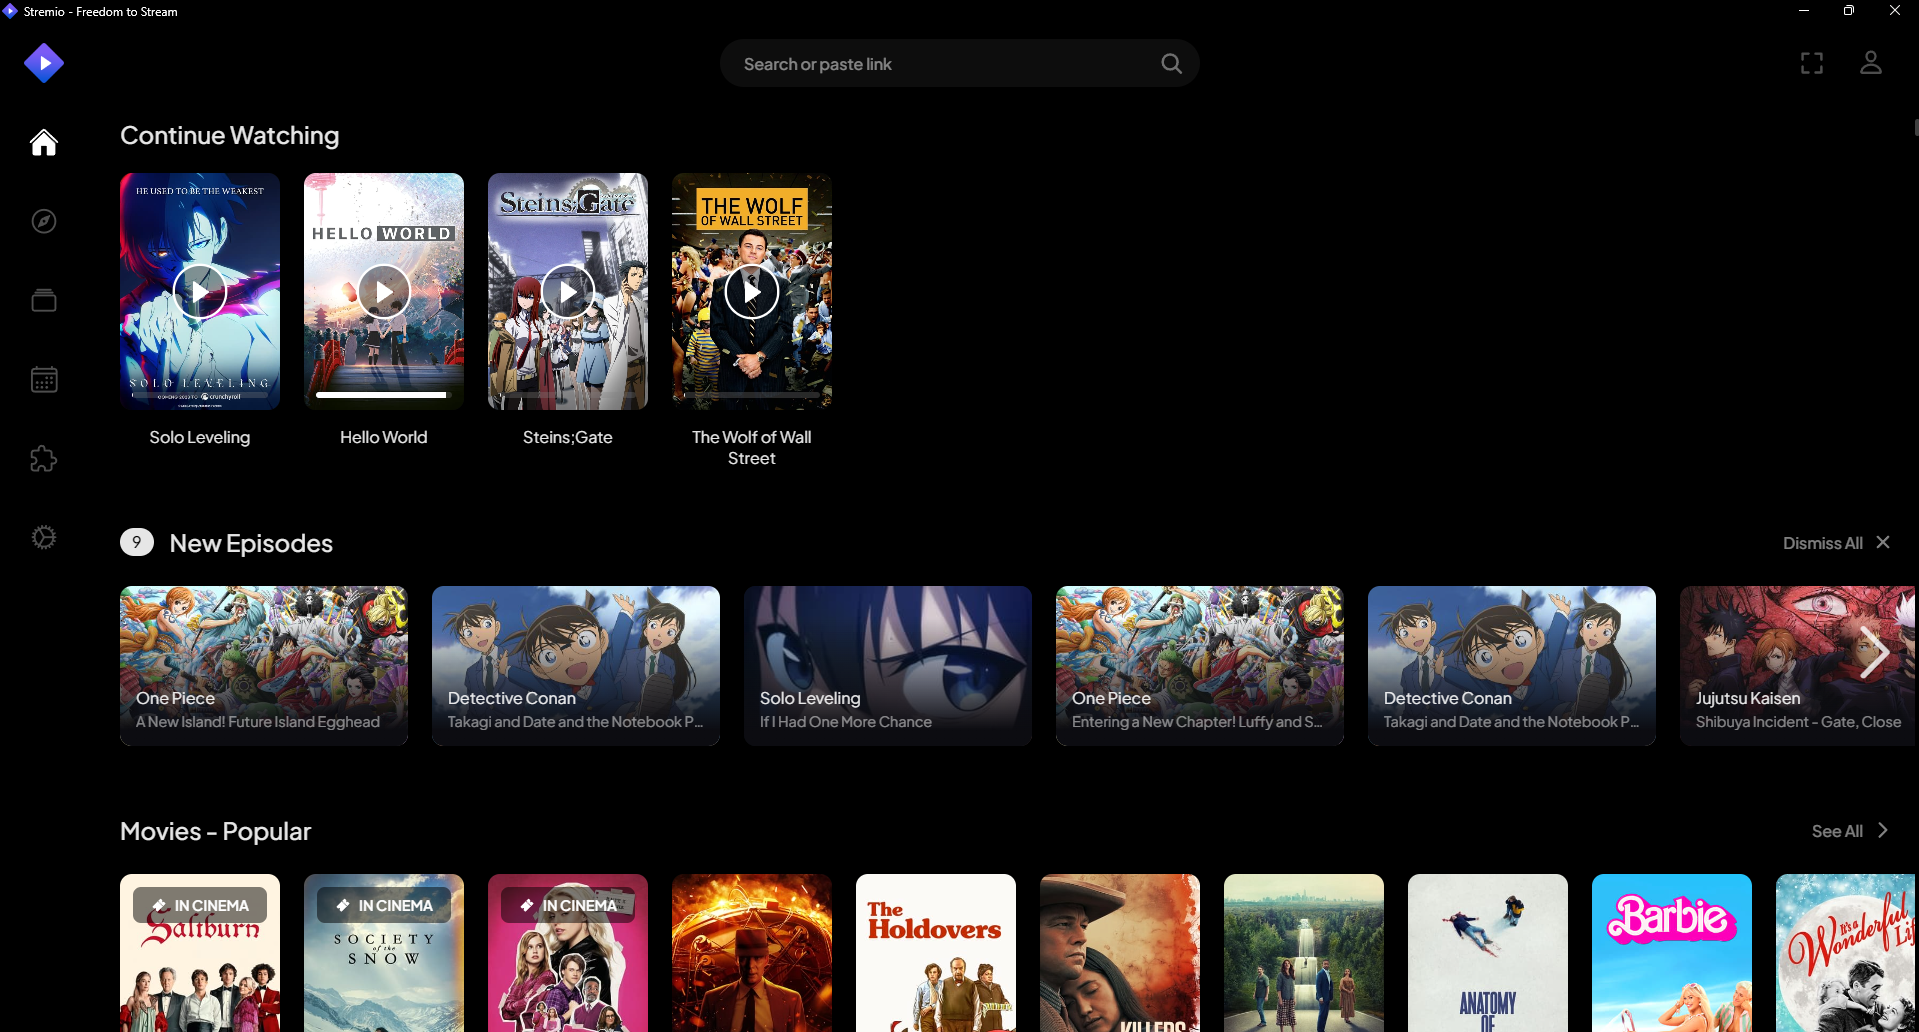 Stremio - Freedom to Stream
Search or paste link
Continue Watching
HE USED TO BE THE WEAKEST
SOLO LEVELING
crunchyroll
HELLO WORLD
Steins;Gate
THE WOLF
OF WALL STREET
Solo Leveling
Hello World
Steins;Gate
The Wolf of Wall
Street
9 New Episodes
Dismiss All
One Piece
A New Island! Future Island Egghead
Detective Conan
Takagi and Date and the Notebook P...
Solo Leveling
If I Had One More Chance
One Piece
Entering a New Chapter! Luffy and S...
Detective Conan
Takagi and Date and the Notebook P...
Jujutsu Kaisen
Shibuya Incident - Gate, Close
Movies - Popular
See All
IN CINEMA
Saltburn
IN CINEMA
SOCIETY
of the
SNOW
IN CINEMA
The
Holdovers
KILLERS
ANATOMY
OF
Barbie
It's a
Wonderful